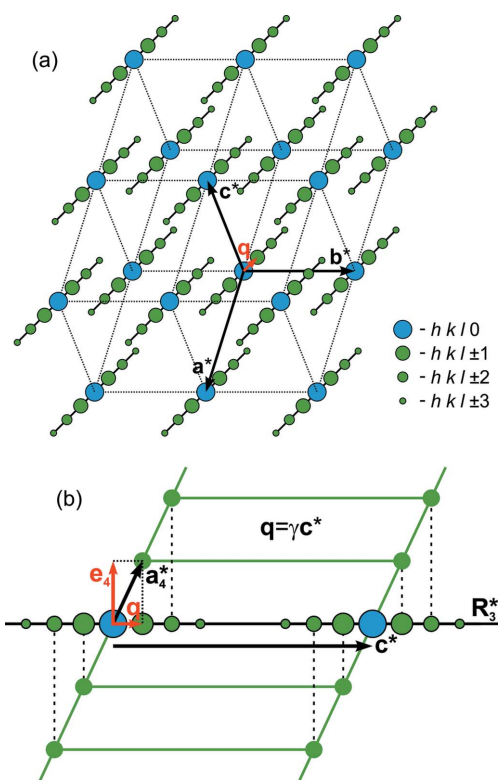 (a)
c*
q
b*
a*
- h k l 0
- h k l ±1
- h k l ±2
- h k l ±3
(b)
q=γc*
e₄
a₄*
q
R₃*
c*